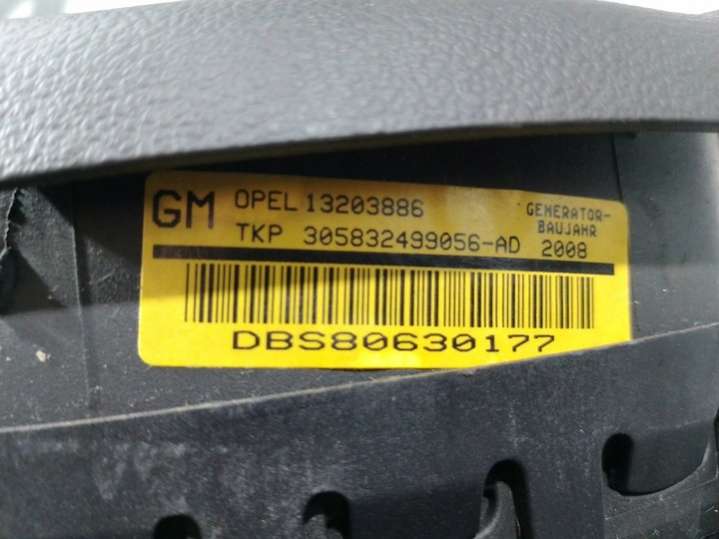 GM OPEL 13203886
TKP 305832499056-AD
GENERATOR-
BAUJAHR
2008
DBS80630177